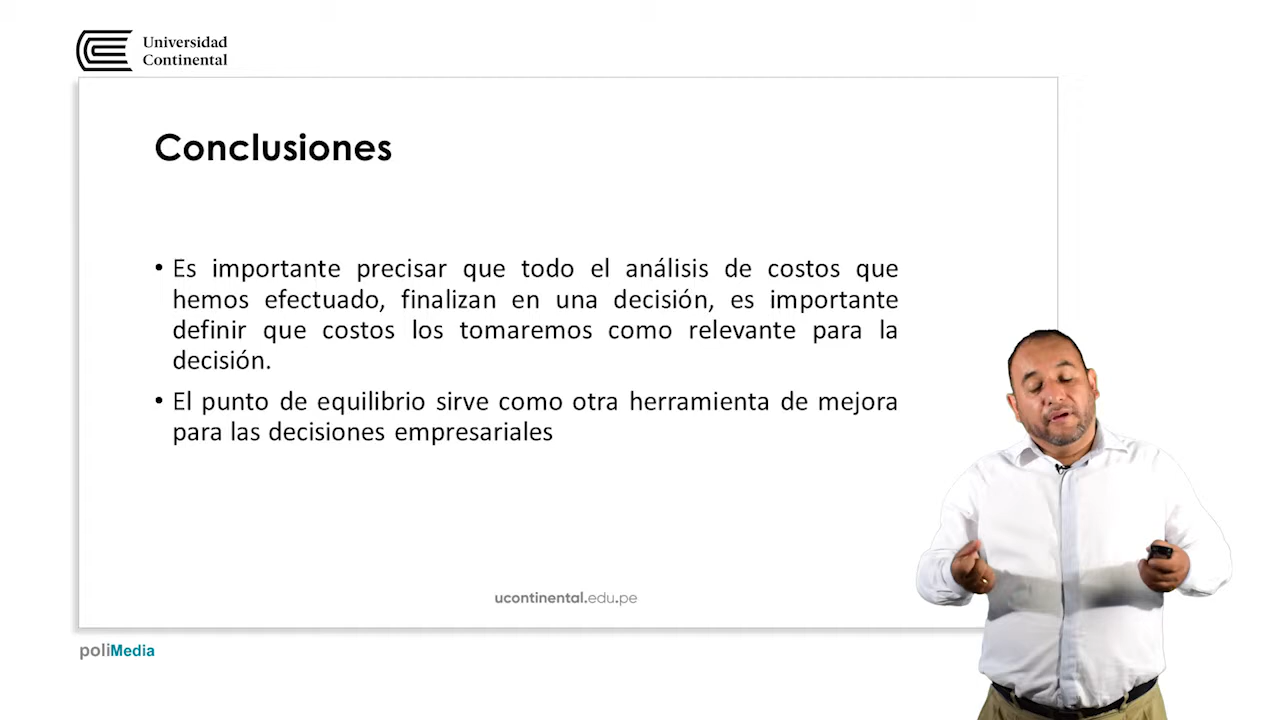 Universidad
Continental
Conclusiones
• Es importante precisar que todo el análisis de costos que
hemos efectuado, finalizan en una decisión, es importante
definir que costos los tomaremos como relevante para la
decisión.
• El punto de equilibrio sirve como otra herramienta de mejora
para las decisiones empresariales
ucontinental.edu.pe
poliMedia